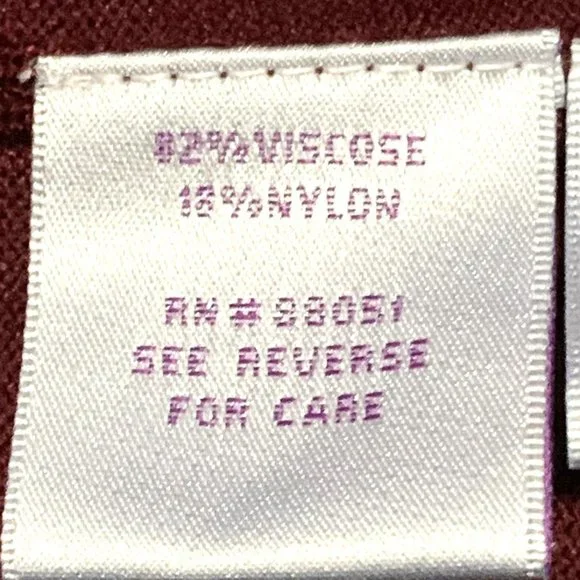 82% VISCOSE
18% NYLON
RN# 88051
SEE REVERSE
FOR CARE